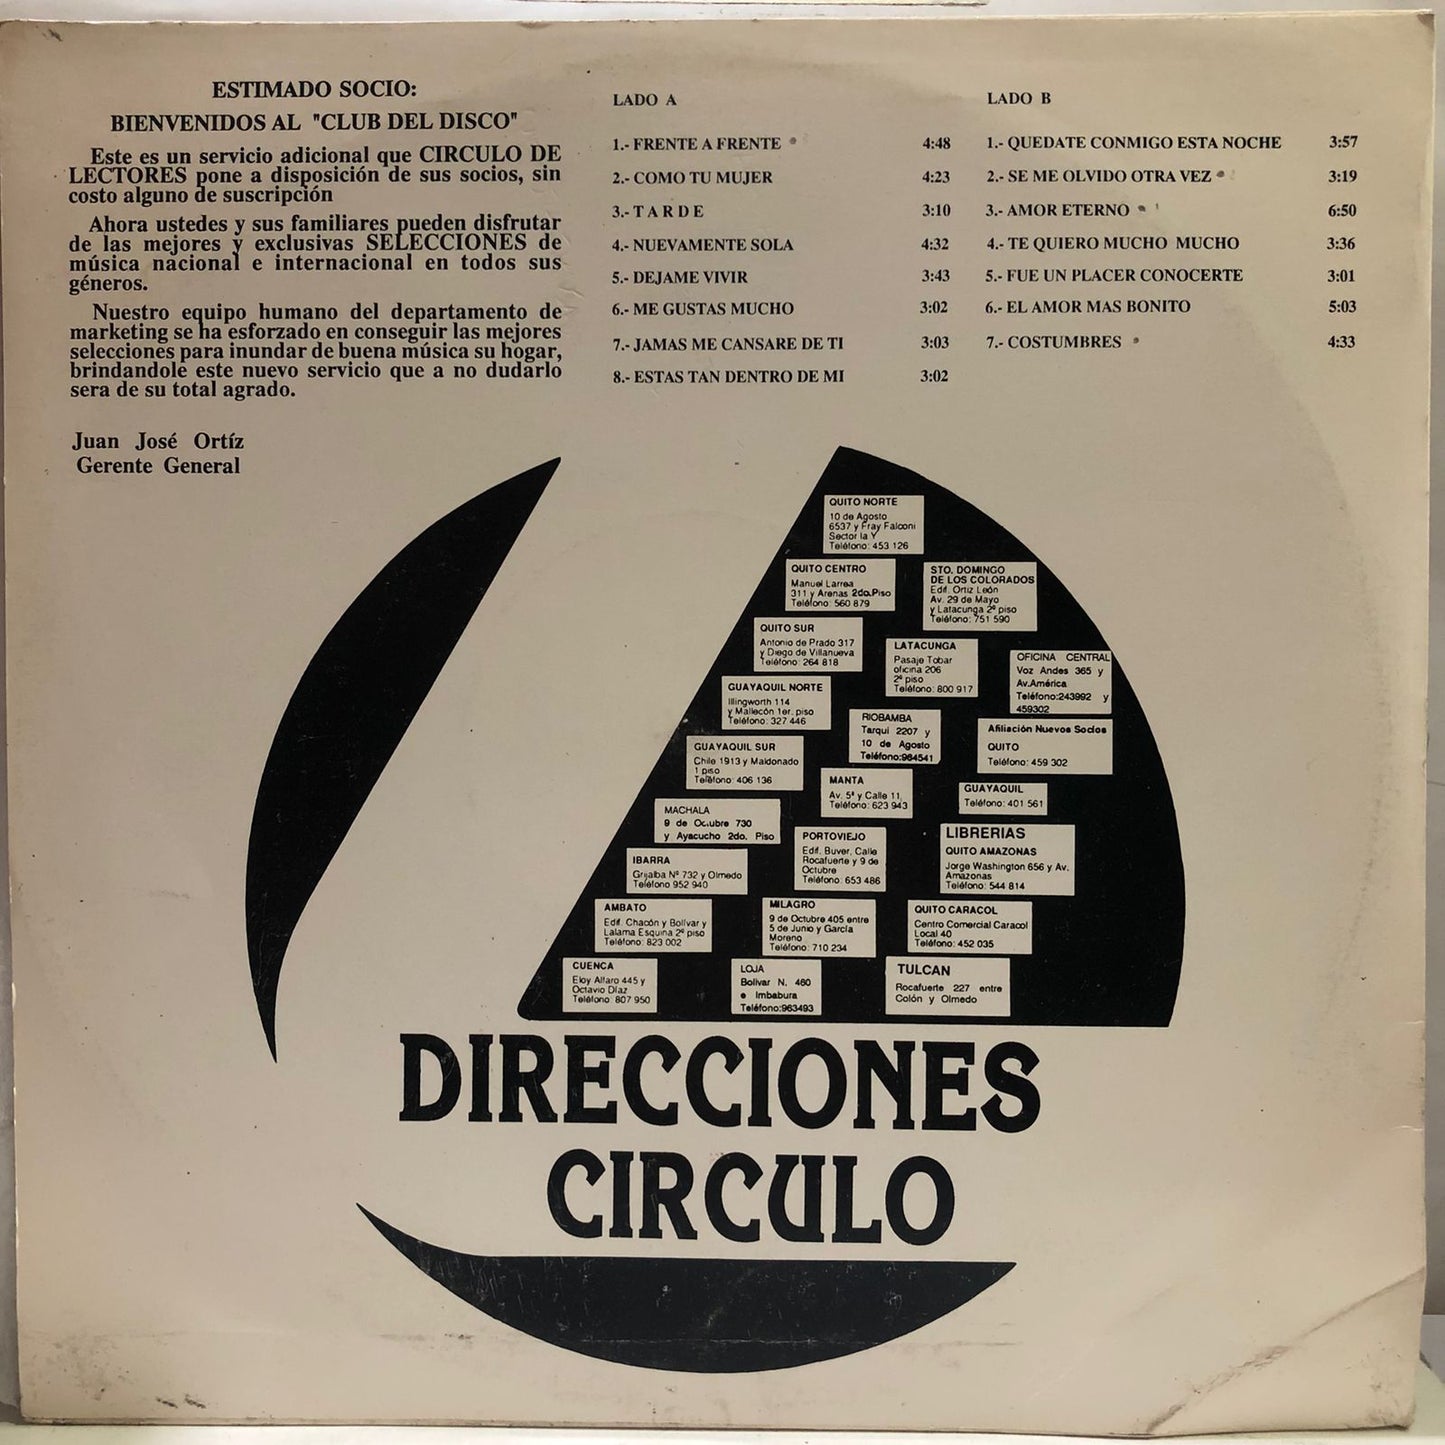 ESTIMADO SOCIO:
BIENVENIDOS AL "CLUB DEL DISCO"
Este es un servicio adicional que CIRCULO DE
LECTORES pone a disposición de sus socios, sin
costo alguno de suscripción
Ahora ustedes y sus familiares pueden disfrutar
de las mejores y exclusivas SELECCIONES de
música nacional e internacional en todos sus
géneros.
Nuestro equipo humano del departamento de
marketing se ha esforzado en conseguir las mejores
selecciones para inundar de buena música su hogar,
brindandole este nuevo servicio que a no dudarlo
sera de su total agrado.
Juan José Ortíz
Gerente General
LADO A
1.- FRENTE A FRENTE 4:48
2.- COMO TU MUJER 4:23
3.- T A R D E 3:10
4.- NUEVAMENTE SOLA 4:32
5.- DEJAME VIVIR 3:43
6.- ME GUSTAS MUCHO 3:02
7.- JAMAS ME CANSARE DE TI 3:03
8.- ESTAS TAN DENTRO DE MI 3:02
LADO B
1.- QUEDATE CONMIGO ESTA NOCHE 3:57
2.- SE ME OLVIDO OTRA VEZ 3:19
3.- AMOR ETERNO 6:50
4.- TE QUIERO MUCHO MUCHO 3:36
5.- FUE UN PLACER CONOCERTE 3:01
6.- EL AMOR MAS BONITO 5:03
7.- COSTUMBRES 4:33
QUITO NORTE
10 de Agosto
6537 y Fray Falconi
Sector la Y
Teléfono: 453 126
QUITO CENTRO
Manuel Larrea
311 y Arenas 2do.Piso
Teléfono: 560 879
STO. DOMINGO
DE LOS COLORADOS
Edif. Ortiz León
Av. 29 de Mayo
y Latacunga 2º piso
Teléfono: 751 590
QUITO SUR
Antonio de Prado 317
y Diego de Villanueva
Teléfono: 264 818
LATACUNGA
Pasaje Tobar
oficina 206
2º piso
Teléfono: 800 917
OFICINA CENTRAL
Voz Andes 365 y
Av.América
Teléfono:243992 y
459302
GUAYAQUIL NORTE
Illingworth 114
y Malecón 1er. piso
Teléfono: 327 446
RIOBAMBA
Tarqui 2207 y
10 de Agosto
Teléfono:964541
Afiliación Nuevos Socios
QUITO
Teléfono: 459 302
GUAYAQUIL SUR
Chile 1913 y Maldonado
1 piso
Teléfono: 406 136
MANTA
Av. 5ª y Calle 11,
Teléfono: 623 943
GUAYAQUIL
Teléfono: 401 561
MACHALA
9 de Octubre 730
y Ayacucho 2do. Piso
PORTOVIEJO
Edif. Buver, Calle
Rocafuerte y 9 de
Octubre
Teléfono: 653 486
LIBRERIAS
QUITO AMAZONAS
Jorge Washington 656 y Av.
Amazonas
Teléfono: 544 814
IBARRA
Grijalba Nº 732 y Olmedo
Teléfono 952 940
AMBATO
Edif. Chacón y Bolívar y
Lalama Esquina 2º piso
Teléfono: 823 002
MILAGRO
9 de Octubre 405 entre
5 de Junio y García
Moreno
Teléfono: 710 234
QUITO CARACOL
Centro Comercial Caracol
Local 40
Teléfono: 452 035
CUENCA
Eloy Alfaro 445 y
Octavio Díaz
Teléfono: 807 950
LOJA
Bolivar N. 460
e Imbabura
Teléfono:963493
TULCAN
Rocafuerte 227 entre
Colón y Olmedo
DIRECCIONES
CIRCULO